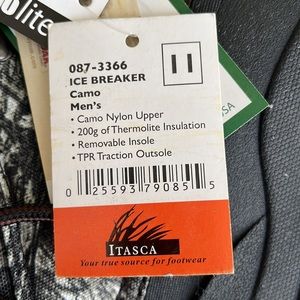 olite
087-3366
ICE BREAKER
Camo
Men's
11
• Camo Nylon Upper
• 200g of Thermolite Insulation
• Removable Insole
• TPR Traction Outsole
0 25593 79085 5
ITASCA
Your true source for footwear